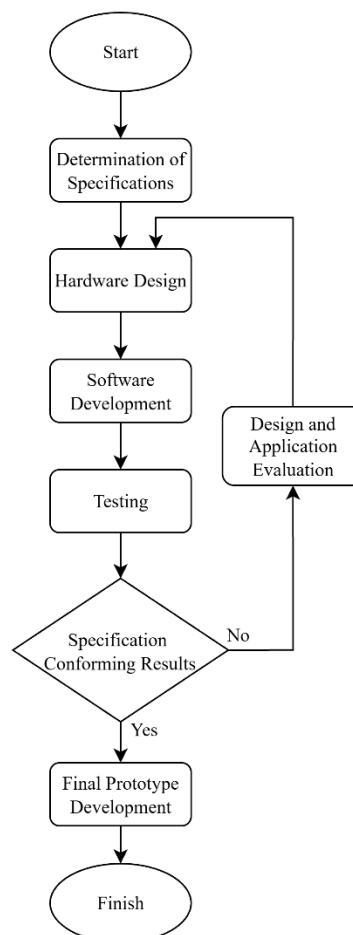 Start
Determination of
Specifications
Hardware Design
Software
Development
Design and
Application
Evaluation
Testing
Specification
Conforming Results
No
Yes
Final Prototype
Development
Finish